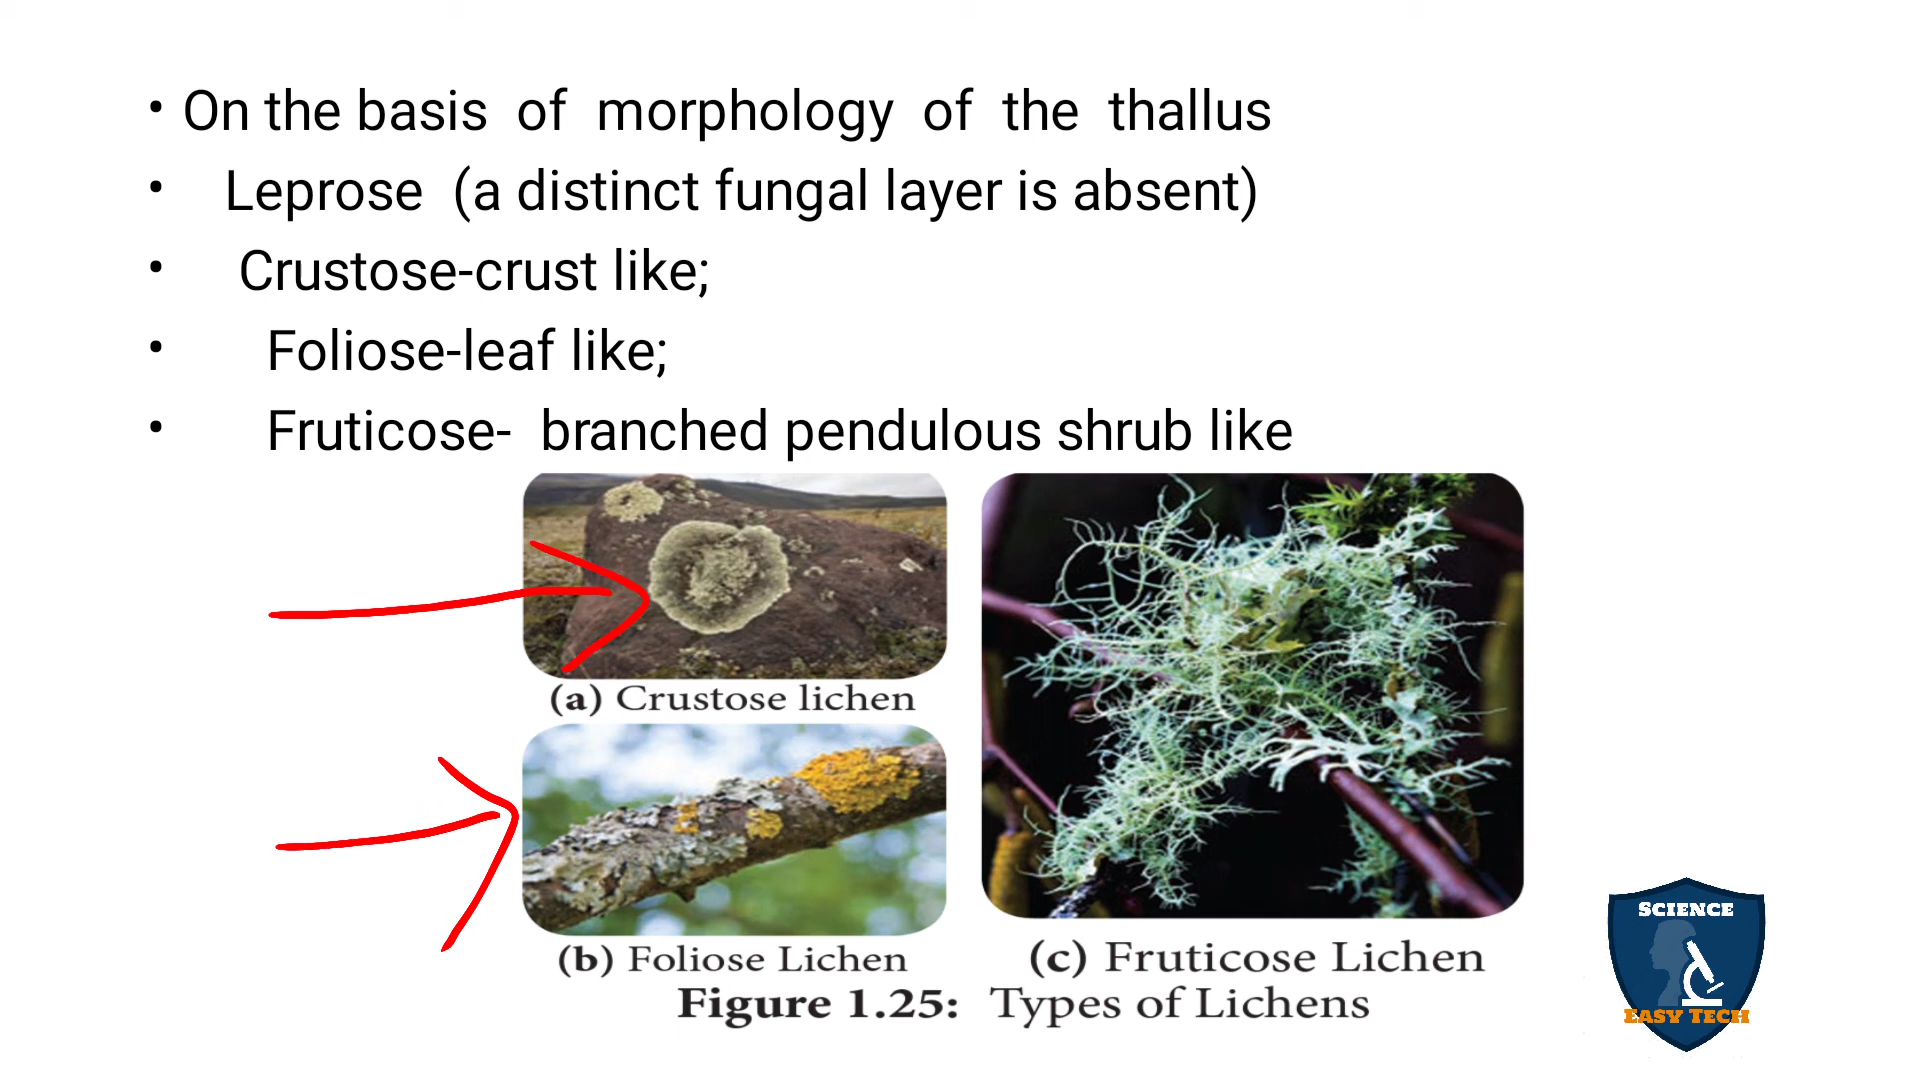 • On the basis of morphology of the thallus
• Leprose (a distinct fungal layer is absent)
• Crustose-crust like;
• Foliose-leaf like;
• Fruticose- branched pendulous shrub like
(a) Crustose lichen
(b) Foliose Lichen
(c) Fruticose Lichen
Figure 1.25: Types of Lichens
SCIENCE
EASY TECH